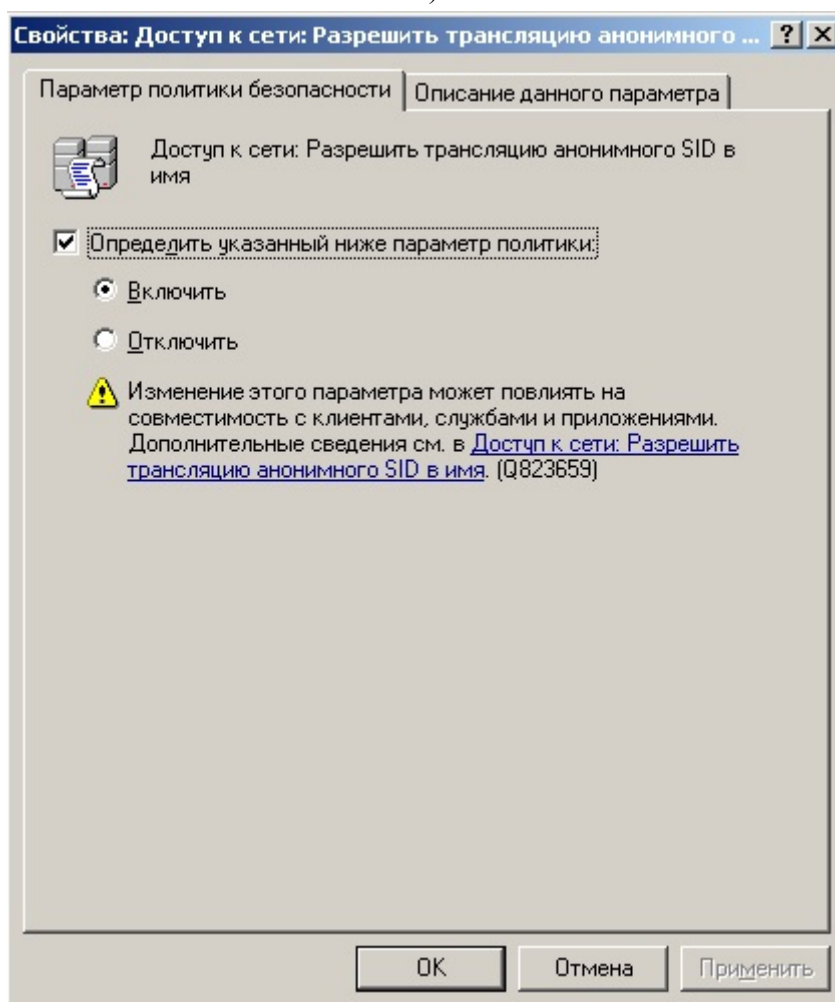 )
Свойства: Доступ к сети: Разрешить трансляцию анонимного ...
Параметр политики безопасности
Описание данного параметра
Доступ к сети: Разрешить трансляцию анонимного SID в
имя
Определить указанный ниже параметр политики:
Включить
Отключить
Изменение этого параметра может повлиять на
совместимость с клиентами, службами и приложениями.
Дополнительные сведения см. в Доступ к сети: Разрешить
трансляцию анонимного SID в имя. (Q823659)
OK
Отмена
Применить